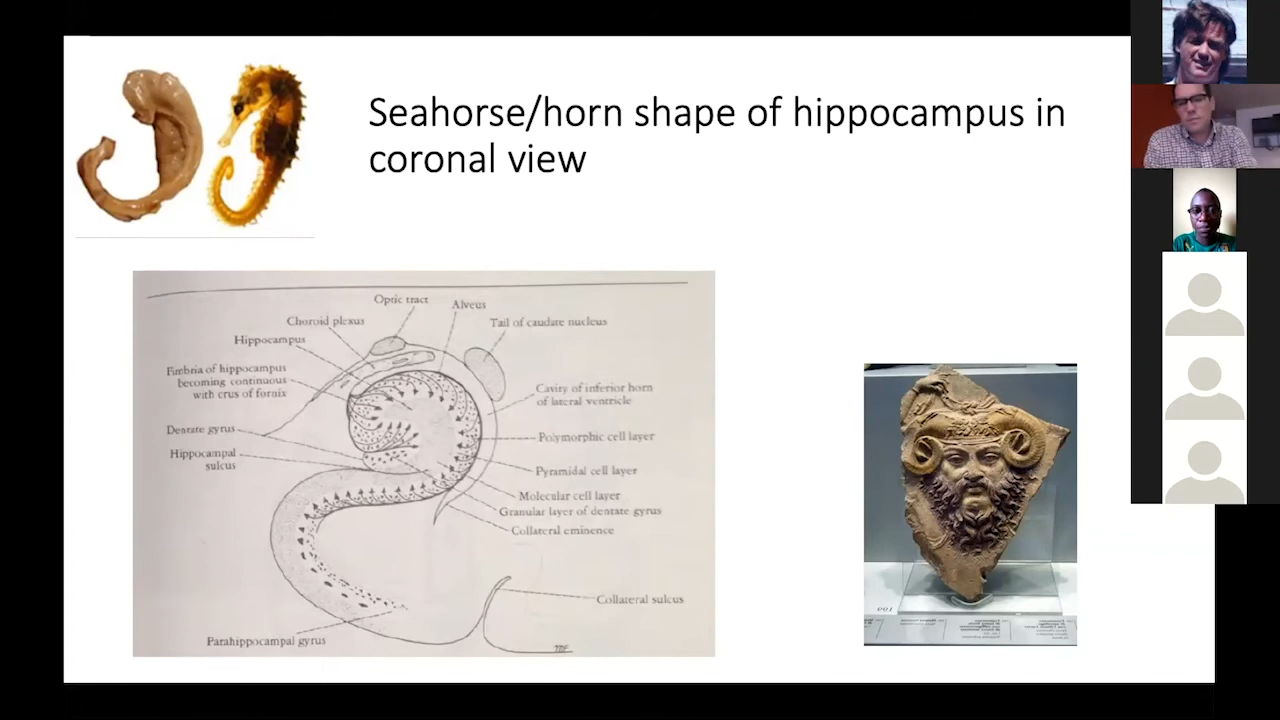 Seahorse/horn shape of hippocampus in
coronal view
Optic tract
Alveus
Choroid plexus
Tail of caudate nucleus
Hippocampus
Fimbria of hippocampus
becoming continuous
with crus of fornix
Cavity of inferior horn
of lateral ventricle
Dentate gyrus
Polymorphic cell layer
Hippocampal
sulcus
Pyramidal cell layer
Molecular cell layer
Granular layer of dentate gyrus
Collateral eminence
Collateral sulcus
Parahippocampal gyrus